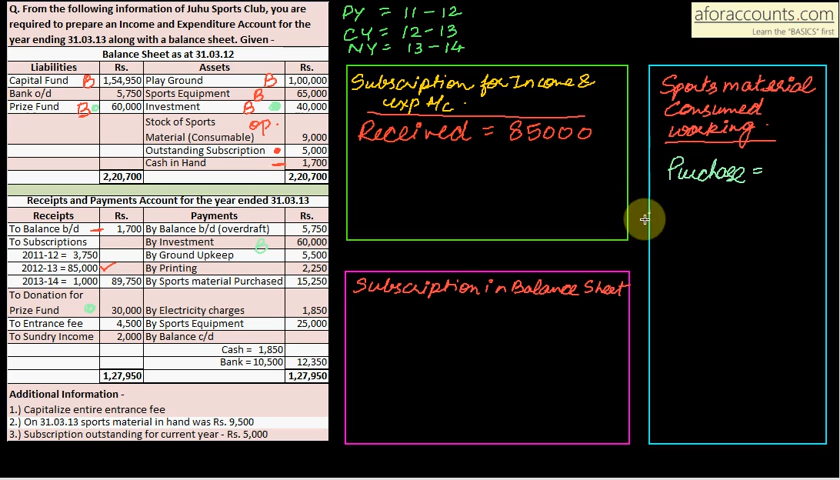 Q. From the following information of Juhu Sports Club, you are
required to prepare an Income and Expenditure Account for the
year ending 31.03.13 along with a balance sheet. Given -
Balance Sheet as at 31.03.12
Liabilities Rs. Assets Rs.
Capital Fund B 1,54,950 Play Ground B 1,00,000
Bank o/d 5,750 Sports Equipment B 65,000
Prize Fund B 60,000 Investment B 40,000
Stock of Sports op.
Material (Consumable) 9,000
Outstanding Subscription 5,000
Cash in Hand 1,700
2,20,700 2,20,700
Receipts and Payments Account for the year ended 31.03.13
Receipts Rs. Payments Rs.
To Balance b/d 1,700 By Balance b/d (overdraft) 5,750
To Subscriptions By Investment B 60,000
2011-12 = 3,750 By Ground Upkeep 5,500
2012-13 = 85,000 By Printing 2,250
2013-14 = 1,000 89,750 By Sports material Purchased 15,250
To Donation for
Prize Fund 30,000 By Electricity charges 1,850
To Entrance fee 4,500 By Sports Equipment 25,000
To Sundry Income 2,000 By Balance c/d
Cash = 1,850
Bank = 10,500 12,350
1,27,950 1,27,950
Additional Information -
1.) Capitalize entire entrance fee
2.) On 31.03.13 sports material in hand was Rs. 9,500
3.) Subscription outstanding for current year - Rs. 5,000
PY = 11-12
CY = 12-13
NY = 13-14
aforaccounts.com
Learn the "BASICS" first
Subscription for Income &
exp A/c.
Received = 85000
Subscription in Balance Sheet
Sports material
consumed
working.
Purchase =